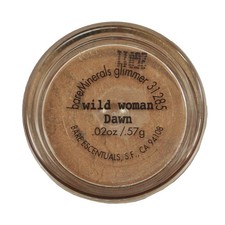 bareMinerals glimmer 31285
wild woman
Dawn
.02oz/.57g
BARE ESCENTUALS, S.F., CA 94108